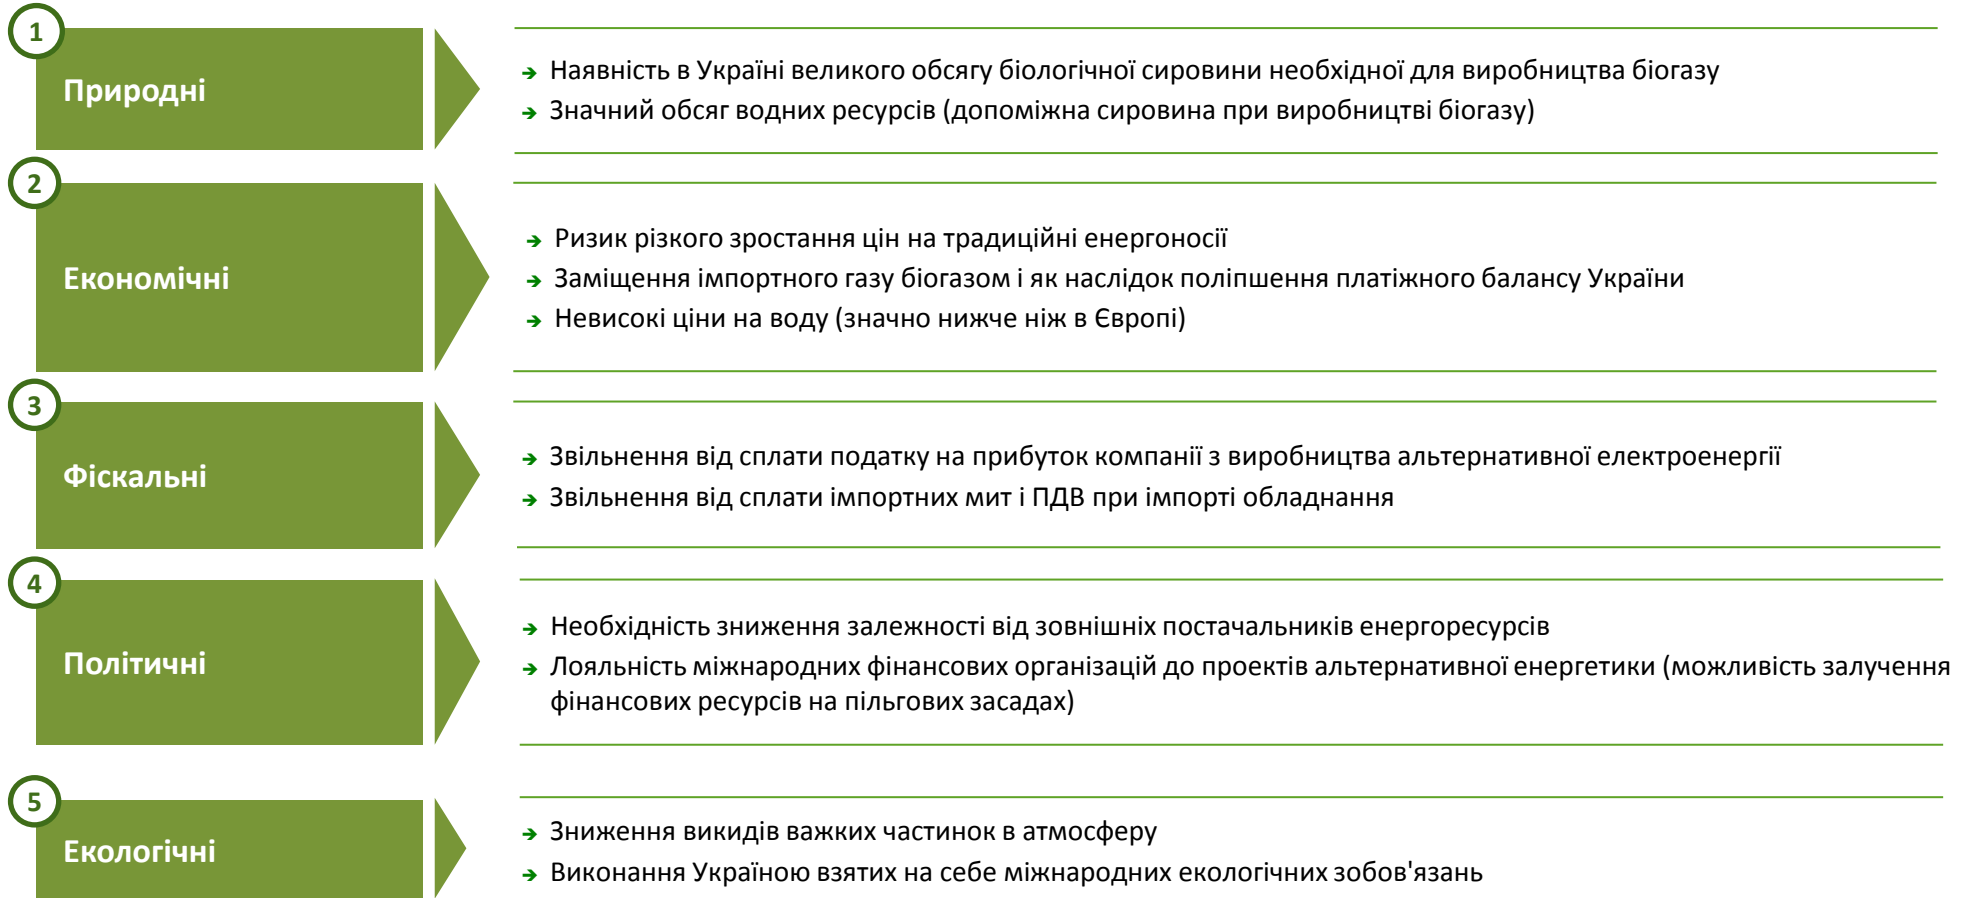 1
Природні
Наявність в Україні великого обсягу біологічної сировини необхідної для виробництва біогазу
Значний обсяг водних ресурсів (допоміжна сировина при виробництві біогазу)
2
Економічні
Ризик різкого зростання цін на традиційні енергоносії
Заміщення імпортного газу біогазом і як наслідок поліпшення платіжного балансу України
Невисокі ціни на воду (значно нижче ніж в Європі)
3
Фіскальні
Звільнення від сплати податку на прибуток компанії з виробництва альтернативної електроенергії
Звільнення від сплати імпортних мит і ПДВ при імпорті обладнання
4
Політичні
Необхідність зниження залежності від зовнішніх постачальників енергоресурсів
Лояльність міжнародних фінансових організацій до проектів альтернативної енергетики (можливість залучення
фінансових ресурсів на пільгових засадах)
5
Екологічні
Зниження викидів важких частинок в атмосферу
Виконання Україною взятих на себе міжнародних екологічних зобов'язань